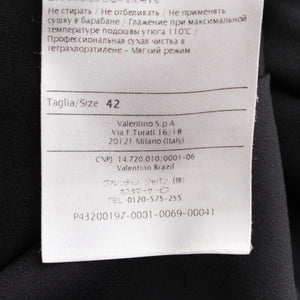 Не стирать / Не отбеливать / Не применять
сушку в барабане / Глажение при максимальной
температуре подошвы утюга 110°C /
Профессиональная сухая чистка в
тетрахлорэтилене - Мягкий режим
Taglia/Size 42
Valentino S.p.A.
Via F.Turati 16/18
20121 Milano (Italy)
CNPJ 14.720.010/0001-06
Valentino Brazil
ヴァレンティノ ジャパン (株)
カスタマーサービス
TEL 0120-575-255
P43200197-0001-0069-00041